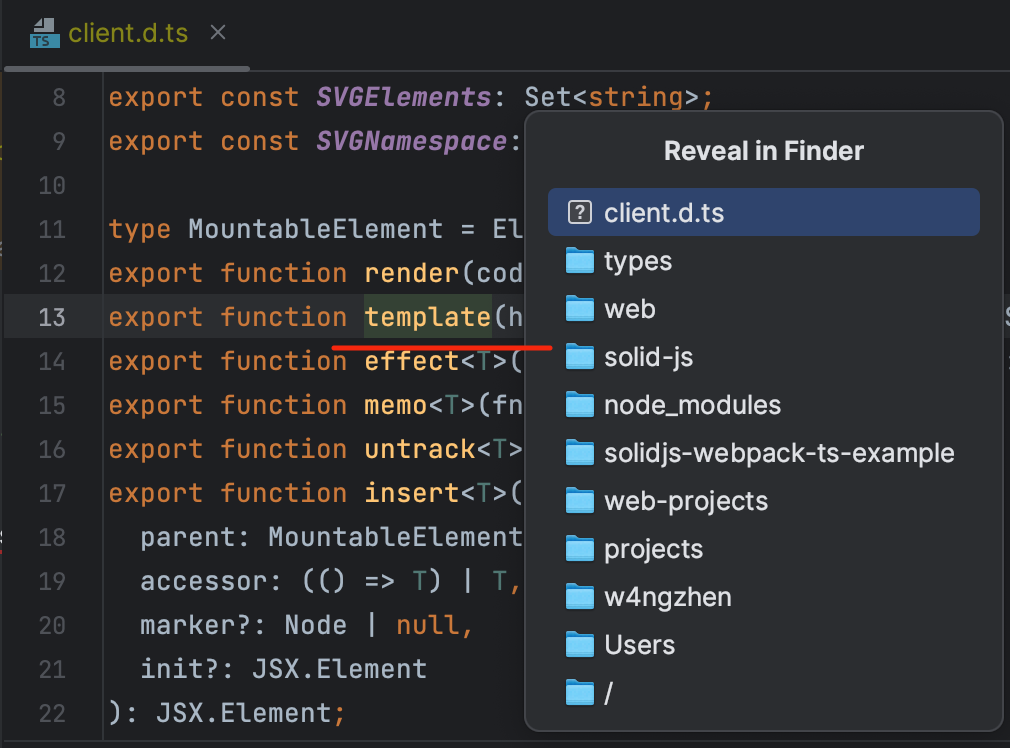 TS client.d.ts ×
8 export const SVGElements: Set<string>;
9 export const SVGNamespace:
10
11 type MountableElement = El
12 export function render(cod
13 export function template(h
14 export function effect<T>(
15 export function memo<T>(fn
16 export function untrack<T>
17 export function insert<T>(
18 parent: MountableElement
19 accessor: (() => T) | T,
20 marker?: Node | null,
21 init?: JSX.Element
22 ): JSX.Element;
Reveal in Finder
? client.d.ts
types
web
solid-js
node_modules
solidjs-webpack-ts-example
web-projects
projects
w4ngzhen
Users
/